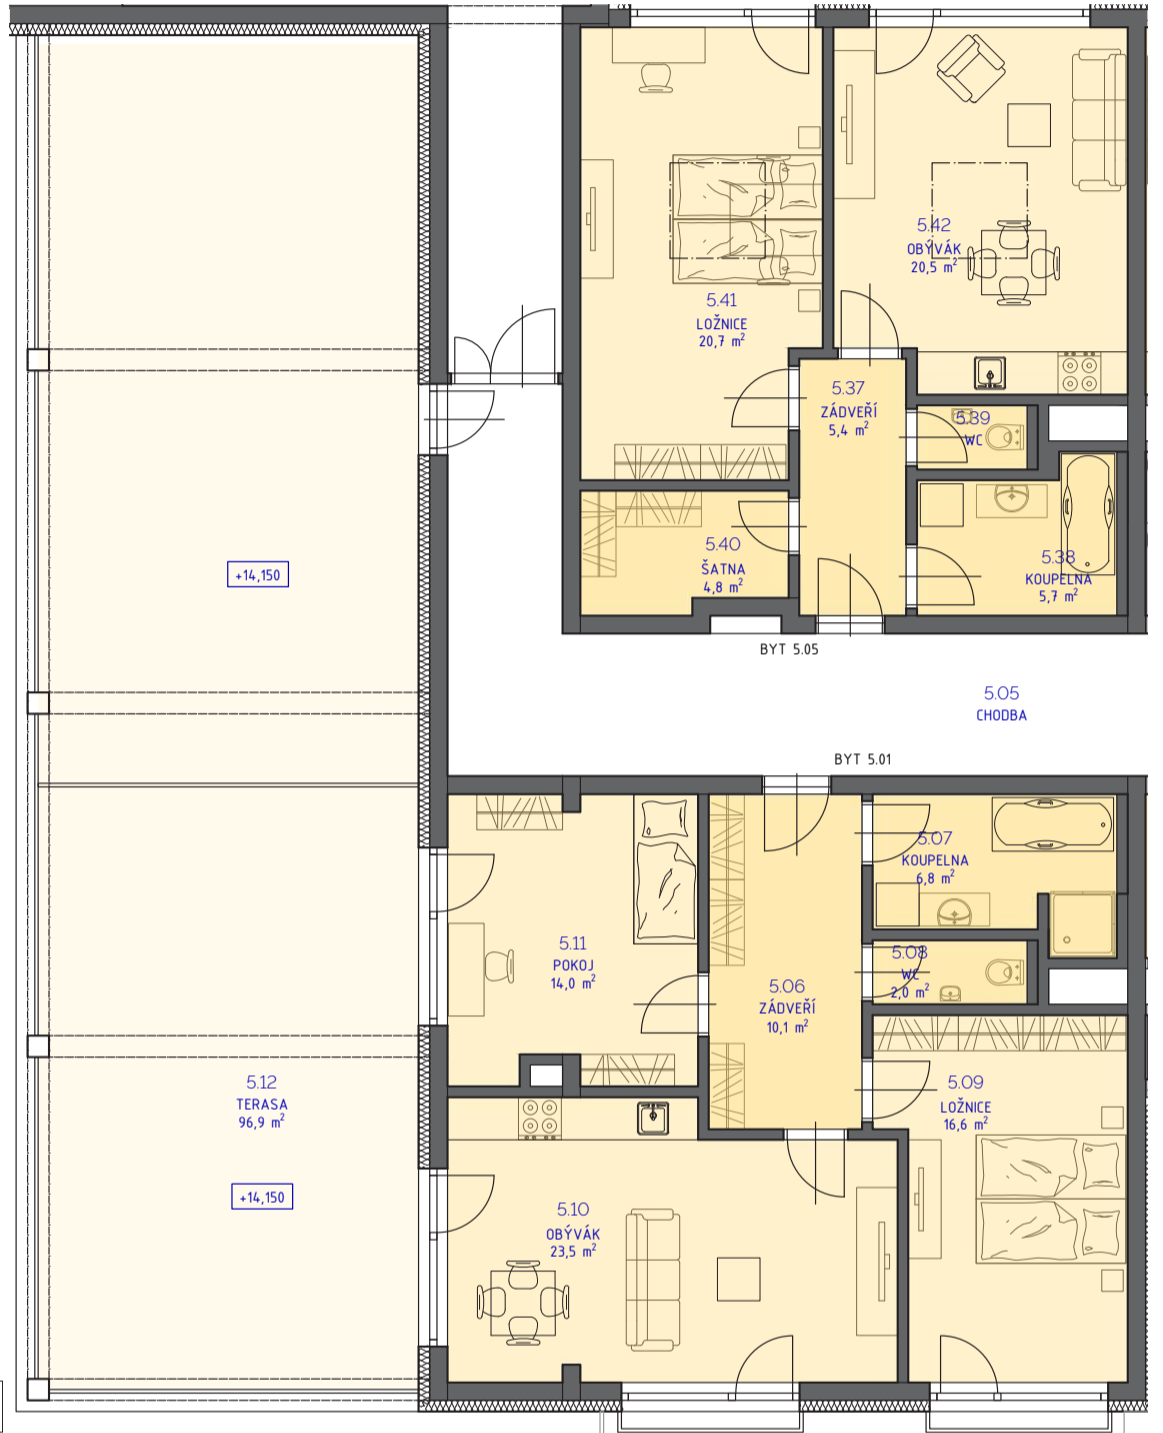 5.42
OBÝVÁK
20,5 m²
5.41
LOŽNICE
20,7 m²
5.37
ZÁDVEŘÍ
5,4 m²
5.39
WC
5.40
ŠATNA
4,8 m²
5.38
KOUPELNA
5,7 m²
+14,150
BYT 5.05
5.05
CHODBA
BYT 5.01
5.07
KOUPELNA
6,8 m²
5.11
POKOJ
14,0 m²
5.08
WC
2,0 m²
5.06
ZÁDVEŘÍ
10,1 m²
5.12
TERASA
96,9 m²
5.09
LOŽNICE
16,6 m²
+14,150
5.10
OBÝVÁK
23,5 m²